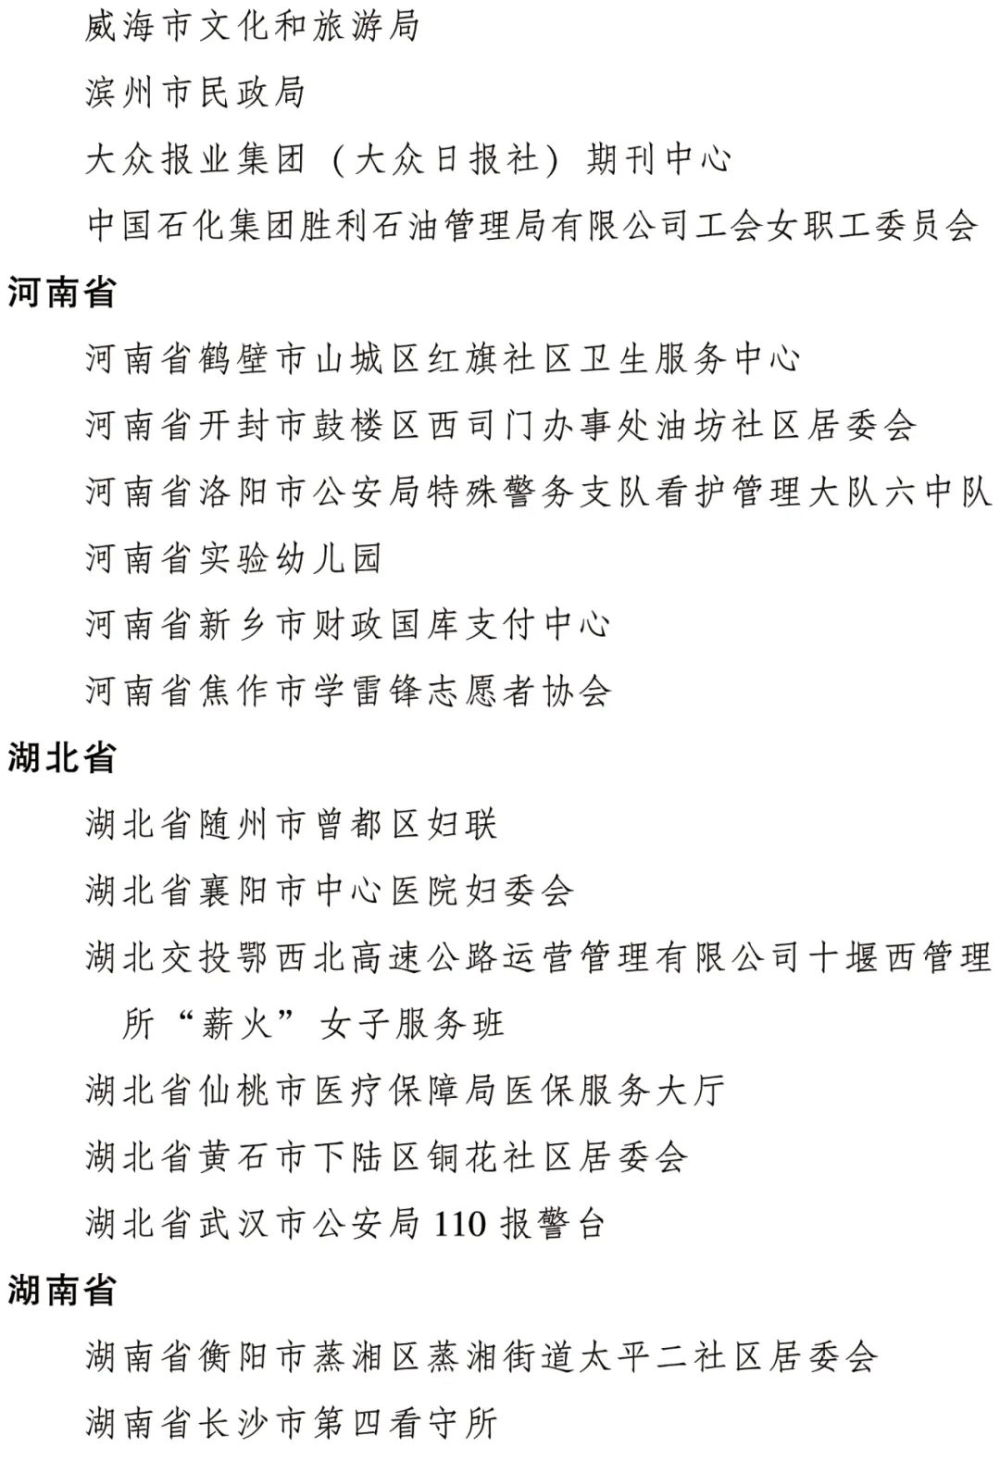 威海市文化和旅游局
滨州市民政局
大众报业集团（大众日报社）期刊中心
中国石化集团胜利石油管理局有限公司工会女职工委员会
河南省
河南省鹤壁市山城区红旗社区卫生服务中心
河南省开封市鼓楼区西司门办事处油坊社区居委会
河南省洛阳市公安局特殊警务支队看护管理大队六中队
河南省实验幼儿园
河南省新乡市财政国库支付中心
河南省焦作市学雷锋志愿者协会
湖北省
湖北省随州市曾都区妇联
湖北省襄阳市中心医院妇委会
湖北交投鄂西北高速公路运营管理有限公司十堰西管理
所“薪火”女子服务班
湖北省仙桃市医疗保障局医保服务大厅
湖北省黄石市下陆区铜花社区居委会
湖北省武汉市公安局 110 报警台
湖南省
湖南省衡阳市蒸湘区蒸湘街道太平二社区居委会
湖南省长沙市第四看守所